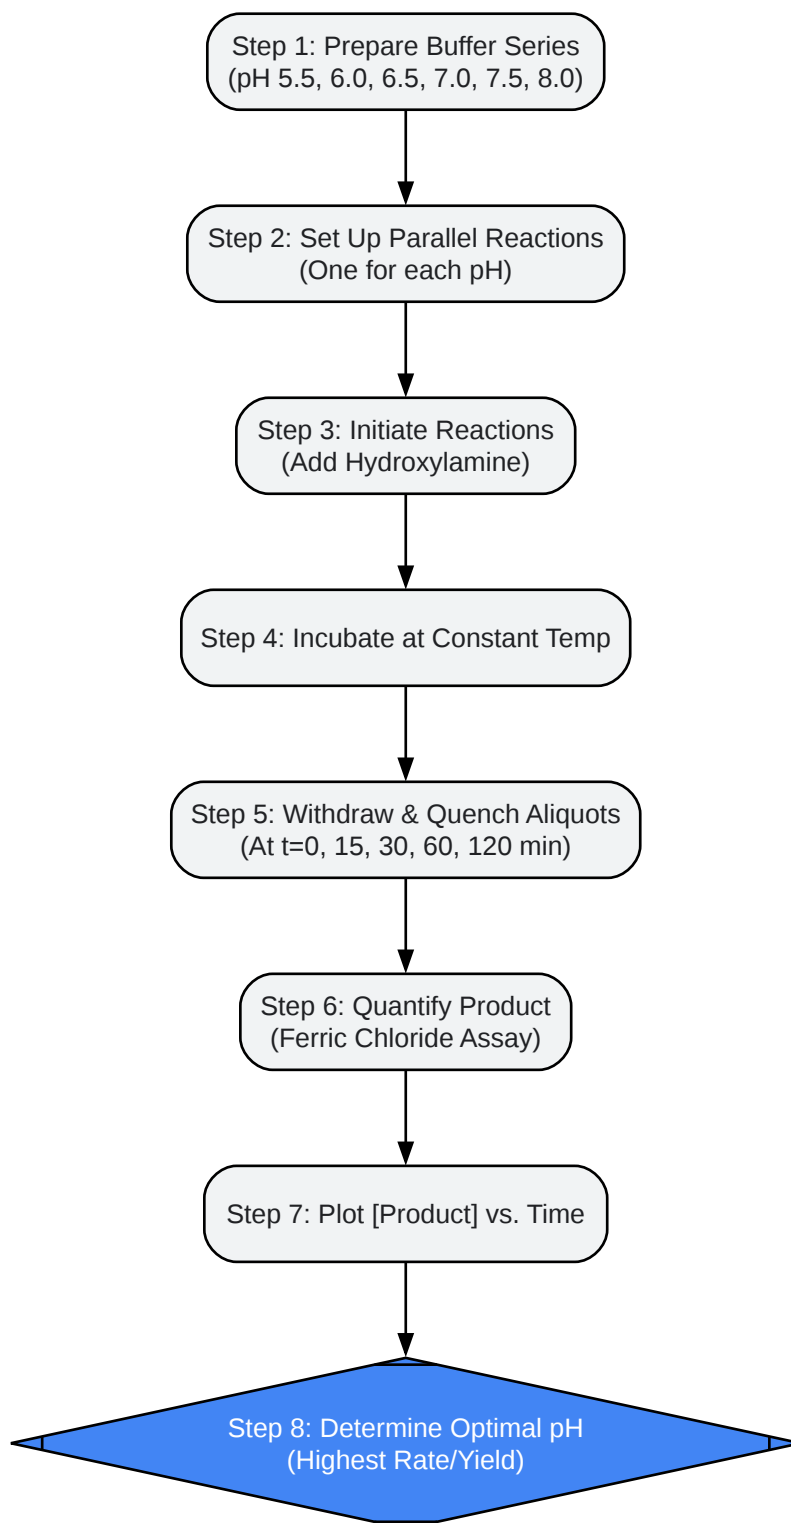 Step 1: Prepare Buffer Series
(pH 5.5, 6.0, 6.5, 7.0, 7.5, 8.0)
Step 2: Set Up Parallel Reactions
(One for each pH)
Step 3: Initiate Reactions
(Add Hydroxylamine)
Step 4: Incubate at Constant Temp
Step 5: Withdraw & Quench Aliquots
(At t=0, 15, 30, 60, 120 min)
Step 6: Quantify Product
(Ferric Chloride Assay)
Step 7: Plot [Product] vs. Time
Step 8: Determine Optimal pH
(Highest Rate/Yield)